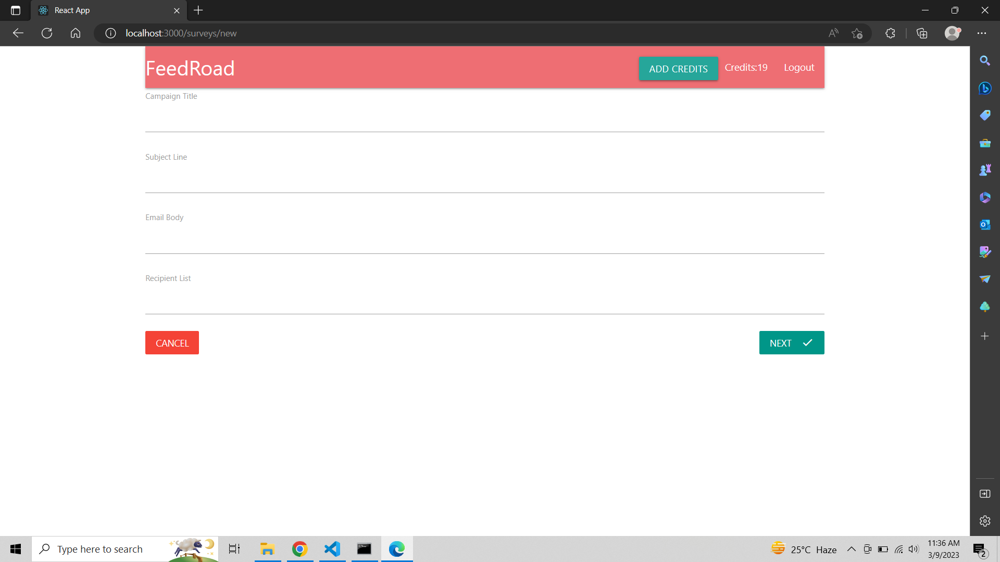 React App
localhost:3000/surveys/new
FeedRoad
ADD CREDITS
Credits:19
Logout
Campaign Title
Subject Line
Email Body
Recipient List
CANCEL
NEXT
Type here to search
25°C Haze
11:36 AM
3/9/2023
2